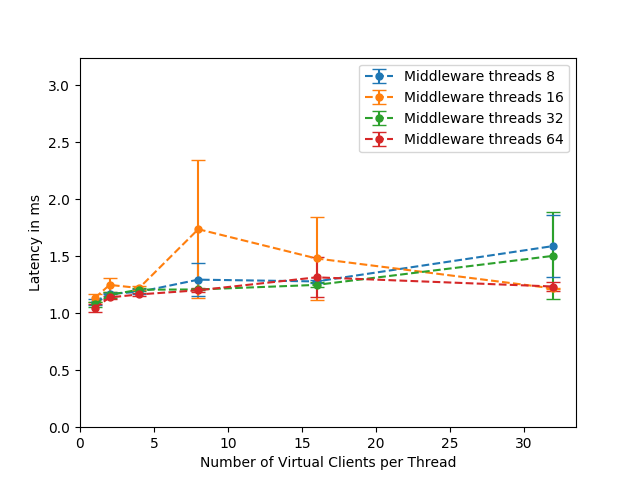 Middleware threads 8
Middleware threads 16
Middleware threads 32
Middleware threads 64
3.0
2.5
2.0
1.5
1.0
0.5
0.0
Latency in ms
0 5 10 15 20 25 30
Number of Virtual Clients per Thread